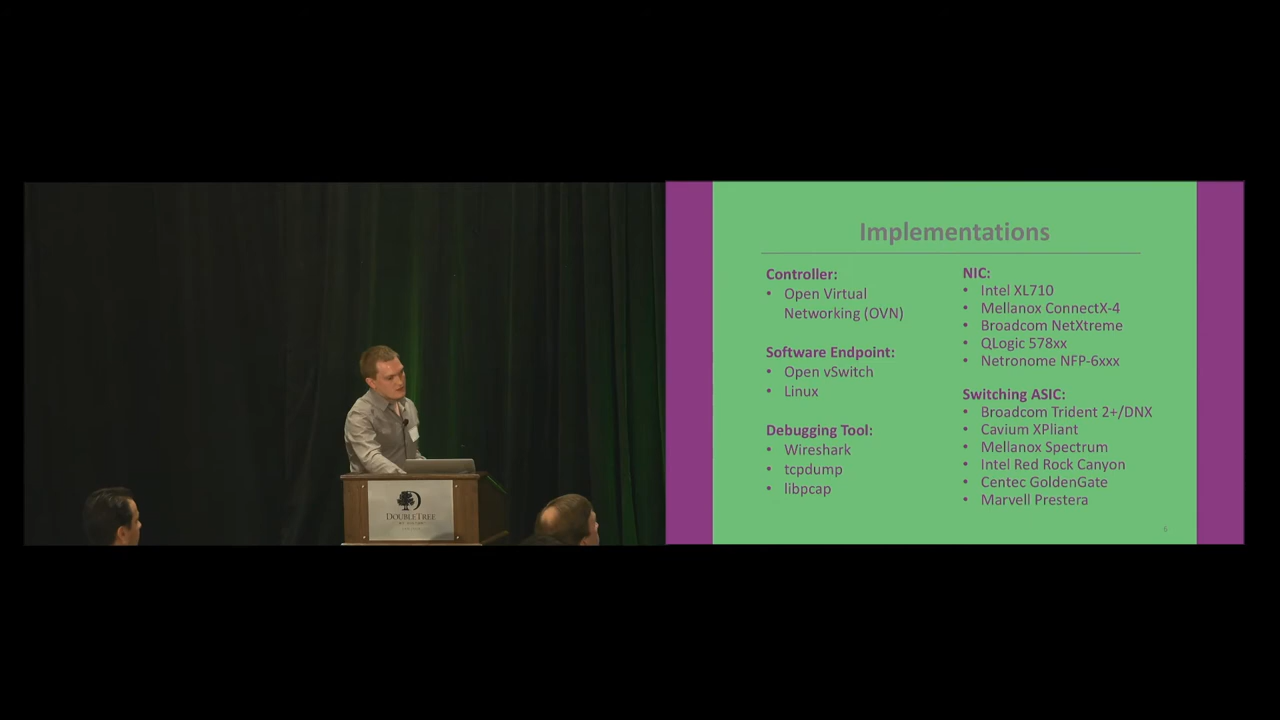 Implementations
Controller:
• Open Virtual
Networking (OVN)
Software Endpoint:
• Open vSwitch
• Linux
Debugging Tool:
• Wireshark
• tcpdump
• libpcap
NIC:
• Intel XL710
• Mellanox ConnectX-4
• Broadcom NetXtreme
• QLogic 578xx
• Netronome NFP-6xxx
Switching ASIC:
• Broadcom Trident 2+/DNX
• Cavium XPliant
• Mellanox Spectrum
• Intel Red Rock Canyon
• Centec GoldenGate
• Marvell Prestera
6
DOUBLETREE